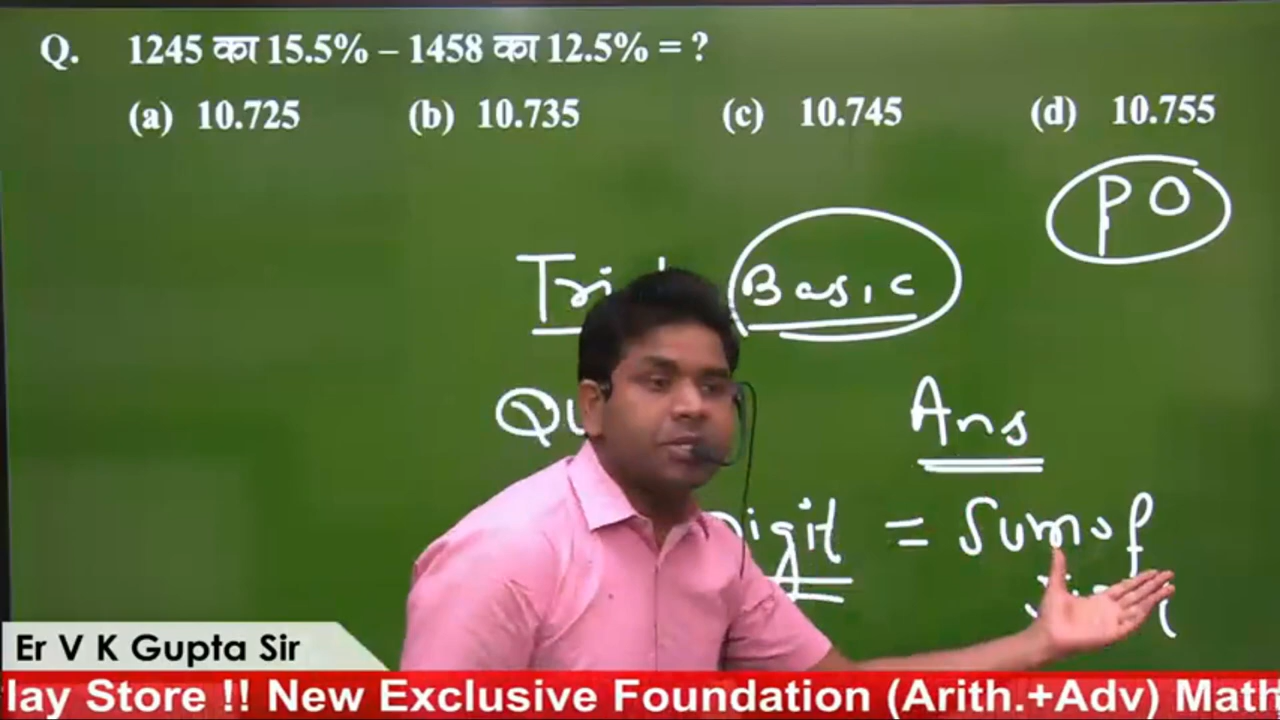 Q. 1245 का 15.5% – 1458 का 12.5% = ?
(a) 10.725 (b) 10.735 (c) 10.745 (d) 10.755
PO
Basic
Ans
Digit = Sum of
Er V K Gupta Sir
lay Store !! New Exclusive Foundation (Arith.+Adv) Math